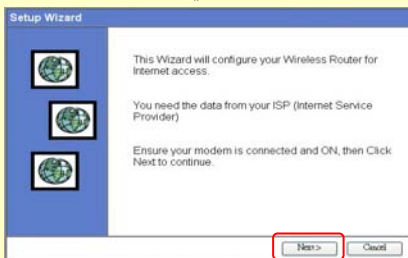 Setup Wizard
This Wizard will configure your Wireless Router for
Internet access.
You need the data from your ISP (Internet Service
Provider)
Ensure your modem is connected and ON, then Click
Next to continue.
Next >
Cancel